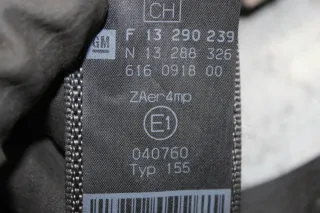 CH
GM F 13 290 239
N 13 288 326
616 0918 00
ZAer4mp
E1
040760
Typ 155